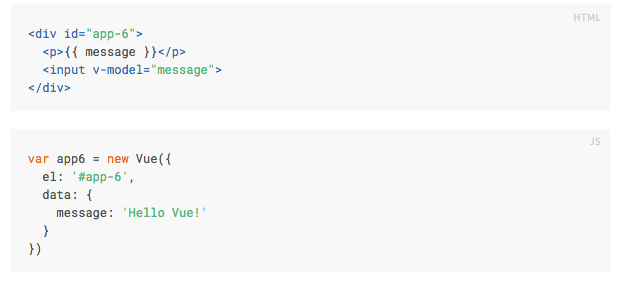 HTML
<div id="app-6">
  <p>{{ message }}</p>
  <input v-model="message">
</div>
JS
var app6 = new Vue({
  el: '#app-6',
  data: {
    message: 'Hello Vue!'
  }
})